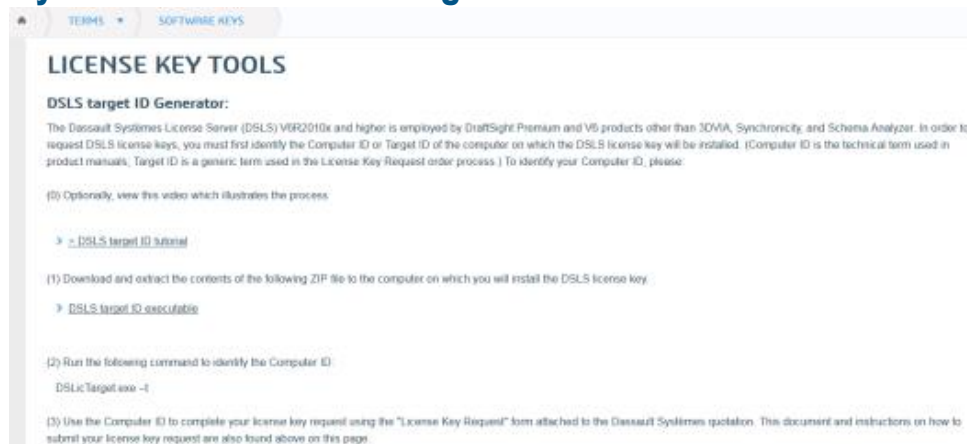 TERMS
SOFTWARE KEYS
LICENSE KEY TOOLS
DSLS target ID Generator:
The Dassault Systèmes License Server (DSLS) V6R2010x and higher is employed by DraftSight Premium and V6 products other than 3DVIA, Synchronicity, and Schema Analyzer. In order to
request DSLS license keys, you must first identify the Computer ID or Target ID of the computer on which the DSLS license key will be installed. (Computer ID is the technical term used in
product manuals; Target ID is a generic term used in the License Key Request order process.) To identify your Computer ID, please:
(0) Optionally, view this video which illustrates the process
> DSLS target ID tutorial
(1) Download and extract the contents of the following ZIP file to the computer on which you will install the DSLS license key.
> DSLS target ID executable
(2) Run the following command to identify the Computer ID
DSLicTarget.exe –t
(3) Use the Computer ID to complete your license key request using the "License Key Request" form attached to the Dassault Systèmes quotation. This document and instructions on how to
submit your license key request are also found above on this page.